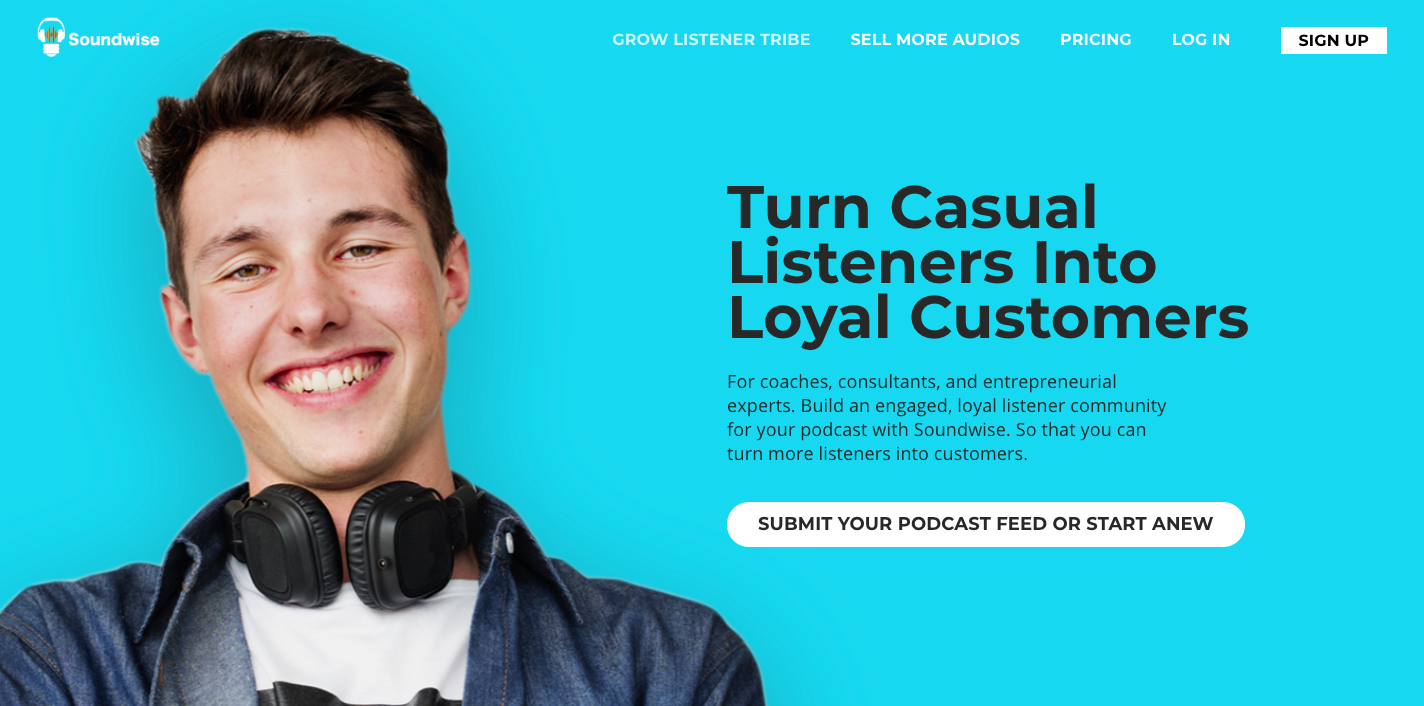 Soundwise
GROW LISTENER TRIBE
SELL MORE AUDIOS
PRICING
LOG IN
SIGN UP
Turn Casual
Listeners Into
Loyal Customers
For coaches, consultants, and entrepreneurial
experts. Build an engaged, loyal listener community
for your podcast with Soundwise. So that you can
turn more listeners into customers.
SUBMIT YOUR PODCAST FEED OR START ANEW